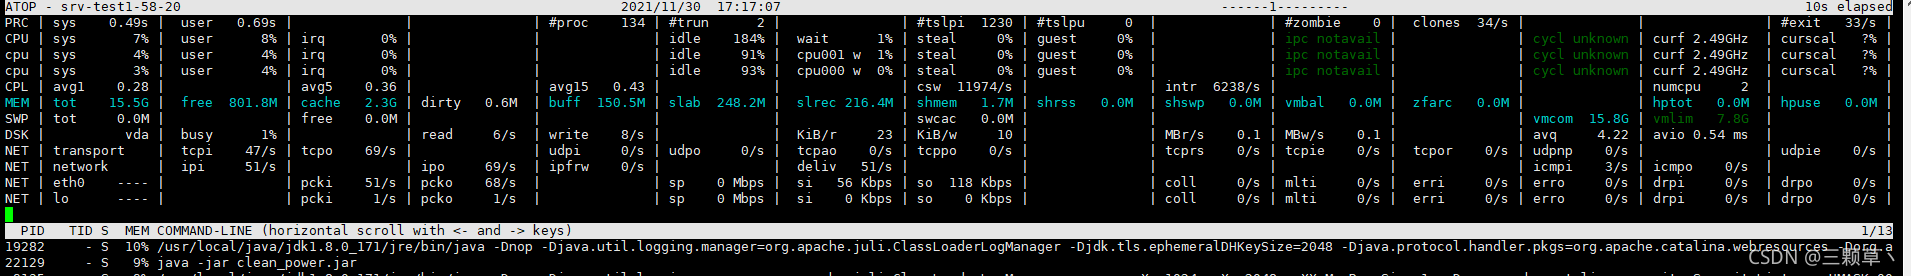 ATOP - srv-test1-58-20 2021/11/30 17:17:07 ------1--------- 10s elapsed
PRC | sys 0.49s | user 0.69s | | | #proc 134 | #trun 2 | | #tslpi 1230 | #tslpu 0 | | #zombie 0 | clones 34/s | | | #exit 33/s |
CPU | sys 7% | user 8% | irq 0% | | | idle 184% | wait 1% | steal 0% | guest 0% | | ipc notavail | | cycl unknown | curf 2.49GHz | curscal ?% |
cpu | sys 4% | user 4% | irq 0% | | | idle 91% | cpu001 w 1% | steal 0% | guest 0% | | ipc notavail | | cycl unknown | curf 2.49GHz | curscal ?% |
cpu | sys 3% | user 4% | irq 0% | | | idle 93% | cpu000 w 0% | steal 0% | guest 0% | | ipc notavail | | cycl unknown | curf 2.49GHz | curscal ?% |
CPL | avg1 0.28 | | avg5 0.36 | | avg15 0.43 | | | csw 11974/s | | intr 6238/s | | | | numcpu 2 | |
MEM | tot 15.5G | free 801.8M | cache 2.3G | dirty 0.6M | buff 150.5M | slab 248.2M | slrec 216.4M | shmem 1.7M | shrss 0.0M | shswp 0.0M | vmbal 0.0M | zfarc 0.0M | | hptot 0.0M | hpuse 0.0M |
SWP | tot 0.0M | | free 0.0M | | | | | swcac 0.0M | | | | | vmcom 15.8G | vmlim 7.8G | |
DSK | vda | busy 1% | | read 6/s | write 8/s | | KiB/r 23 | KiB/w 10 | | MBr/s 0.1 | MBw/s 0.1 | | avq 4.22 | avio 0.54 ms | |
NET | transport | tcpi 47/s | tcpo 69/s | | udpi 0/s | udpo 0/s | tcpao 0/s | tcppo 0/s | | tcprs 0/s | tcpie 0/s | tcpor 0/s | udpnp 0/s | | udpie 0/s |
NET | network | ipi 51/s | | ipo 69/s | ipfrw 0/s | | deliv 51/s | | | | | | icmpi 3/s | icmpo 0/s | |
NET | eth0 ---- | | pcki 51/s | pcko 68/s | | sp 0 Mbps | si 56 Kbps | so 118 Kbps | | coll 0/s | mlti 0/s | erri 0/s | erro 0/s | drpi 0/s | drpo 0/s |
NET | lo ---- | | pcki 1/s | pcko 1/s | | sp 0 Mbps | si 0 Kbps | so 0 Kbps | | coll 0/s | mlti 0/s | erri 0/s | erro 0/s | drpi 0/s | drpo 0/s |
PID TID S MEM COMMAND-LINE (horizontal scroll with <- and -> keys) 1/13
19282 - S 10% /usr/local/java/jdk1.8.0_171/jre/bin/java -Dnop -Djava.util.logging.manager=org.apache.juli.ClassLoaderLogManager -Djdk.tls.ephemeralDHKeySize=2048 -Djava.protocol.handler.pkgs=org.apache.catalina.webresources -Dorg.a
22129 - S 9% java -jar clean_power.jar
CSDN @三颗草丶